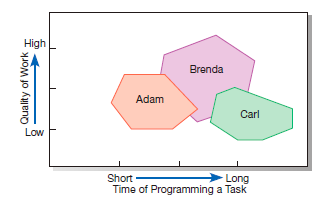 High
Quality of Work
Low
Brenda
Adam
Carl
Short
Long
Time of Programming a Task